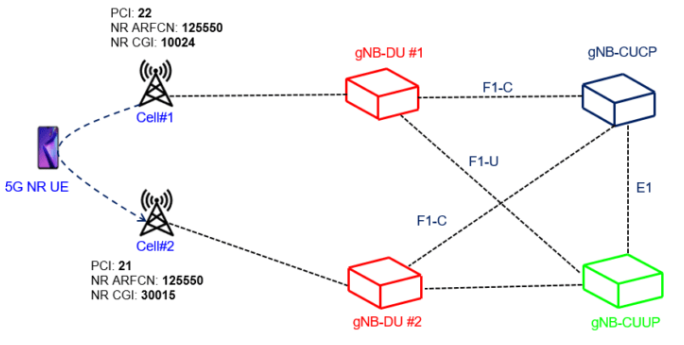 PCI: 22
NR ARFCN: 125550
NR CGI: 10024
Cell#1
gNB-DU #1
gNB-CUCP
F1-C
F1-U
5G NR UE
E1
F1-C
Cell#2
PCI: 21
NR ARFCN: 125550
NR CGI: 30015
gNB-DU #2
gNB-CUUP